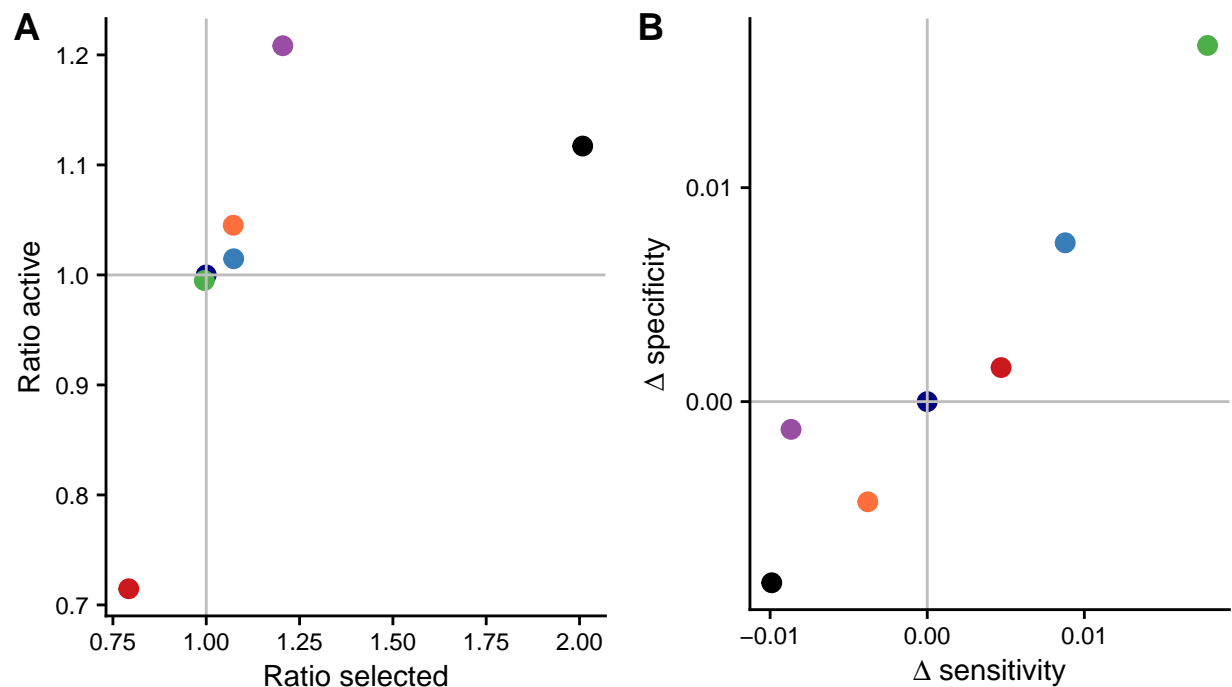 A
1.2
1.1
1.0
0.9
0.8
0.7
Ratio active
0.75 1.00 1.25 1.50 1.75 2.00
Ratio selected
B
0.01
0.00
Δ specificity
−0.01 0.00 0.01
Δ sensitivity